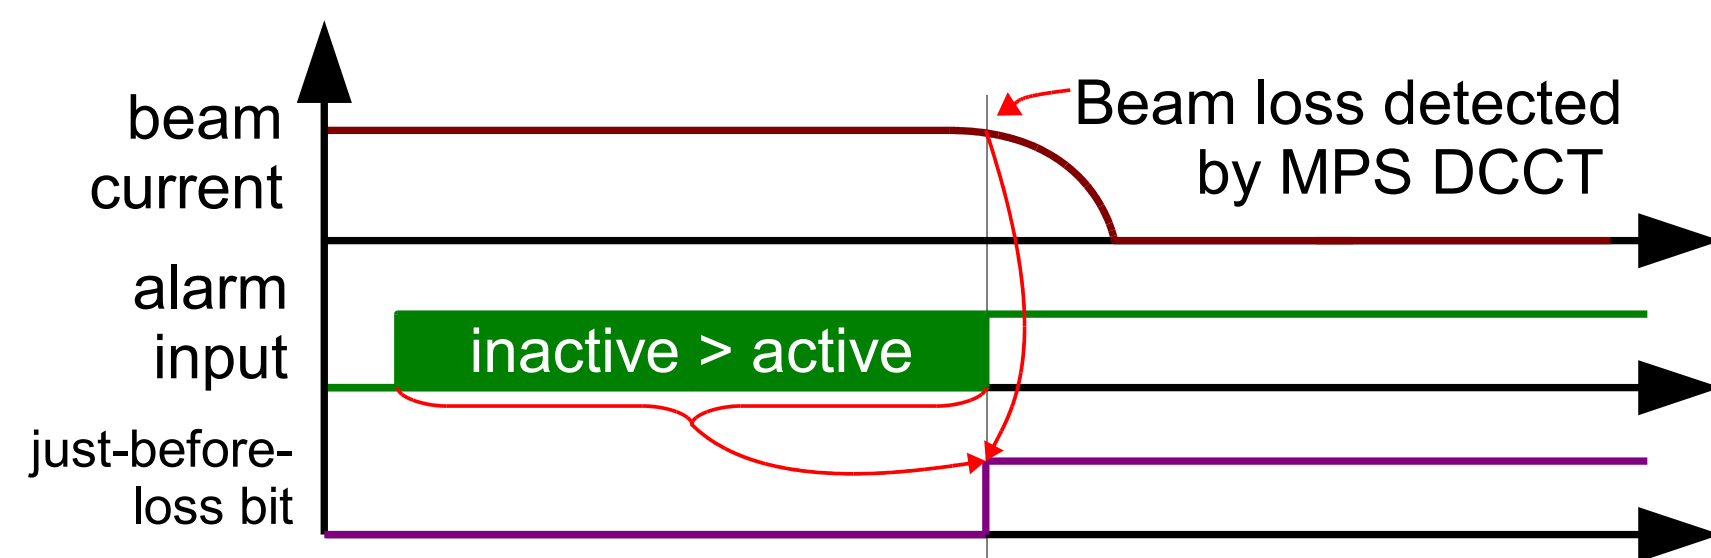 beam
current
Beam loss detected
by MPS DCCT
alarm
input
inactive > active
just-before-
loss bit